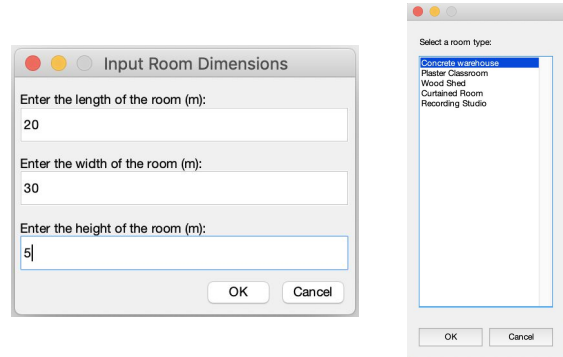 Input Room Dimensions
Enter the length of the room (m):
20
Enter the width of the room (m):
30
Enter the height of the room (m):
5
OK Cancel
Select a room type:
Concrete warehouse
Plaster Classroom
Wood Shed
Curtained Room
Recording Studio
OK Cancel